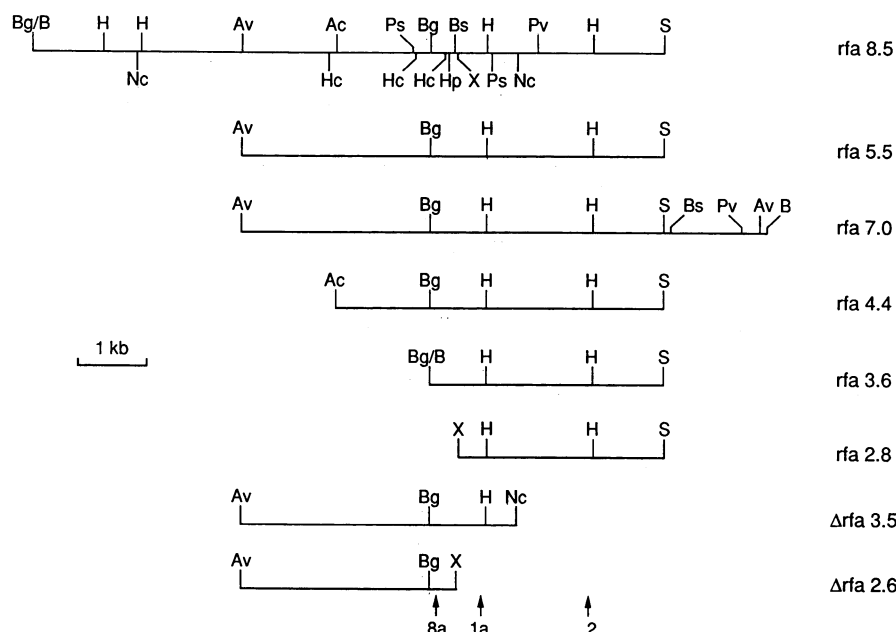 Bg/B H H Av Ac Ps Bg Bs H Pv H S
rfa 8.5
Nc Hc Hc Hc Hp X Ps Nc
Av Bg H H S
rfa 5.5
Av Bg H H S Bs Pv Av B
rfa 7.0
Ac Bg H H S
rfa 4.4
1 kb
Bg/B H H S
rfa 3.6
X H H S
rfa 2.8
Av Bg H Nc
Δrfa 3.5
Av Bg X
Δrfa 2.6
8a 1a 2